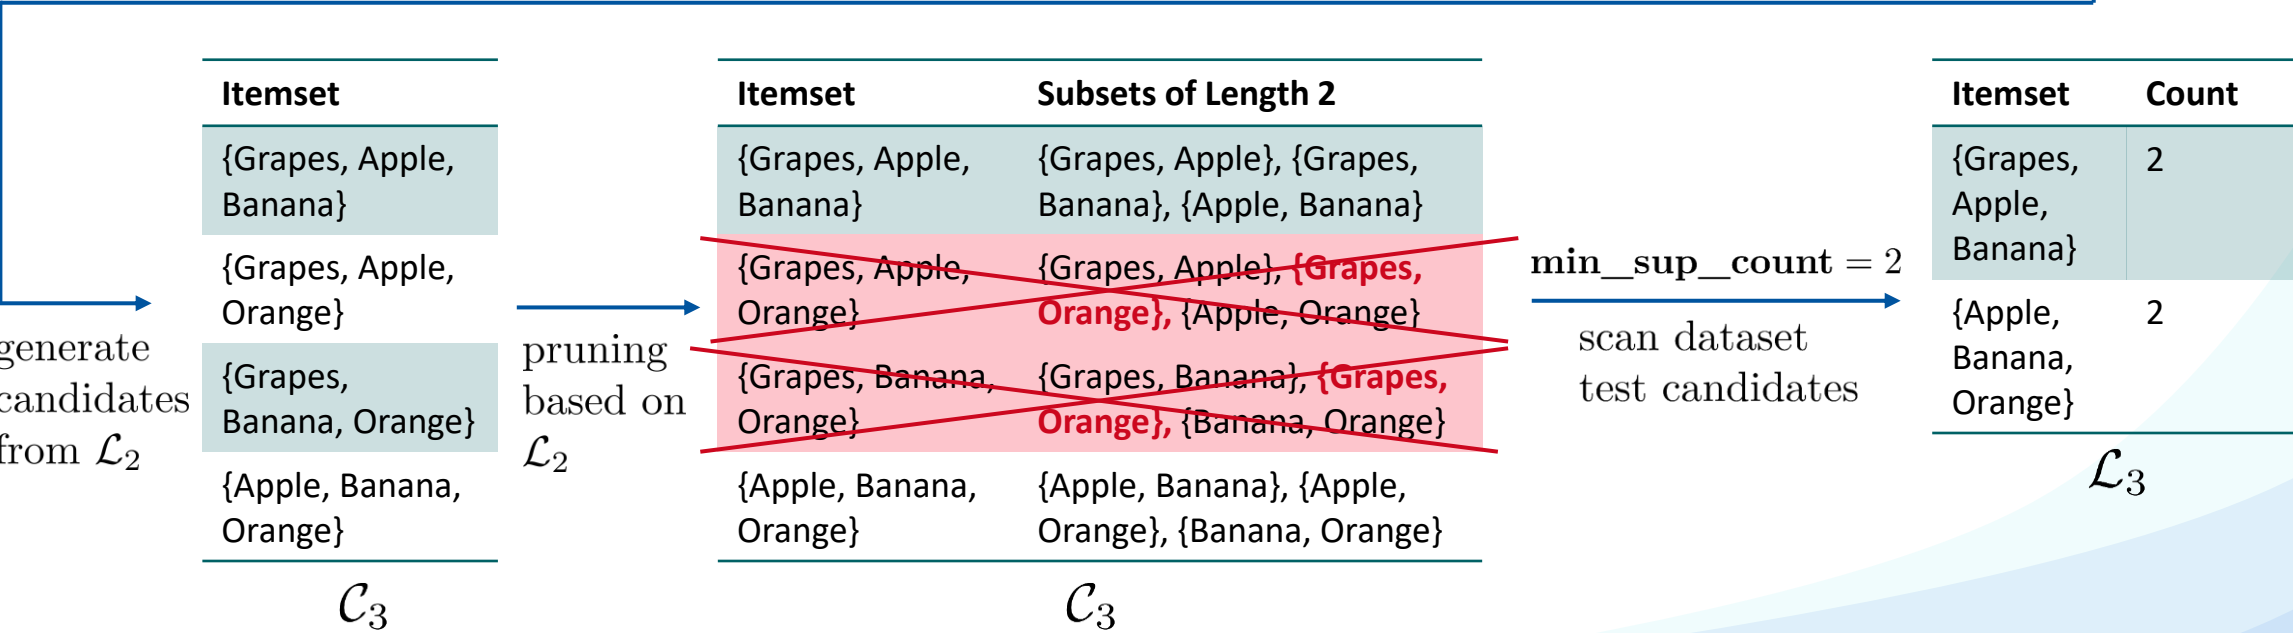 generate
candidates
from ℒ₂
Itemset
{Grapes, Apple,
Banana}
{Grapes, Apple,
Orange}
{Grapes,
Banana, Orange}
{Apple, Banana,
Orange}
𝒞₃
pruning
based on
ℒ₂
Itemset Subsets of Length 2
{Grapes, Apple, {Grapes, Apple}, {Grapes,
Banana} Banana}, {Apple, Banana}
{Grapes, Apple, {Grapes, Apple}, {Grapes,
Orange} Orange}, {Apple, Orange}
{Grapes, Banana, {Grapes, Banana}, {Grapes,
Orange} Orange}, {Banana, Orange}
{Apple, Banana, {Apple, Banana}, {Apple,
Orange} Orange}, {Banana, Orange}
𝒞₃
min_sup_count = 2
scan dataset
test candidates
Itemset Count
{Grapes, 2
Apple,
Banana}
{Apple, 2
Banana,
Orange}
ℒ₃